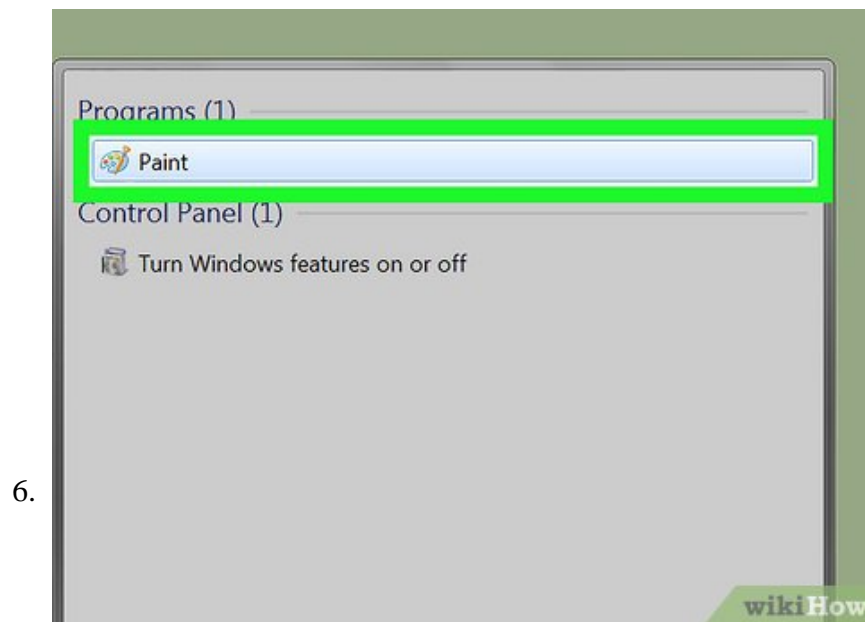 Programs (1)
Paint
Control Panel (1)
Turn Windows features on or off
6.
wikiHow